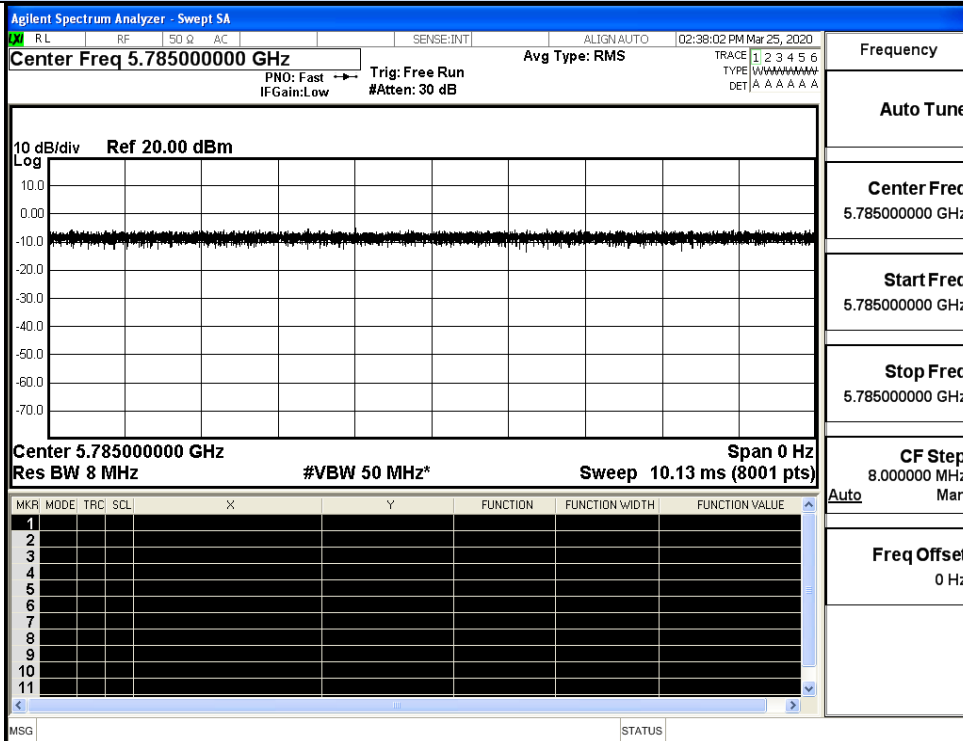 Agilent Spectrum Analyzer - Swept SA
LXI RL RF 50 Ω AC SENSE:INT ALIGN AUTO 02:38:02 PM Mar 25, 2020
Center Freq 5.785000000 GHz Avg Type: RMS TRACE 1 2 3 4 5 6
PNO: Fast Trig: Free Run TYPE WWWWWW
IFGain:Low #Atten: 30 dB DET A A A A A A
10 dB/div Ref 20.00 dBm
Log
10.0
0.00
-10.0
-20.0
-30.0
-40.0
-50.0
-60.0
-70.0
Center 5.785000000 GHz Span 0 Hz
Res BW 8 MHz #VBW 50 MHz* Sweep 10.13 ms (8001 pts)
MKR MODE TRC SCL X Y FUNCTION FUNCTION WIDTH FUNCTION VALUE
1
2
3
4
5
6
7
8
9
10
11
MSG STATUS
Frequency
Auto Tune
Center Freq
5.785000000 GHz
Start Freq
5.785000000 GHz
Stop Freq
5.785000000 GHz
CF Step
8.000000 MHz
Auto Man
Freq Offset
0 Hz